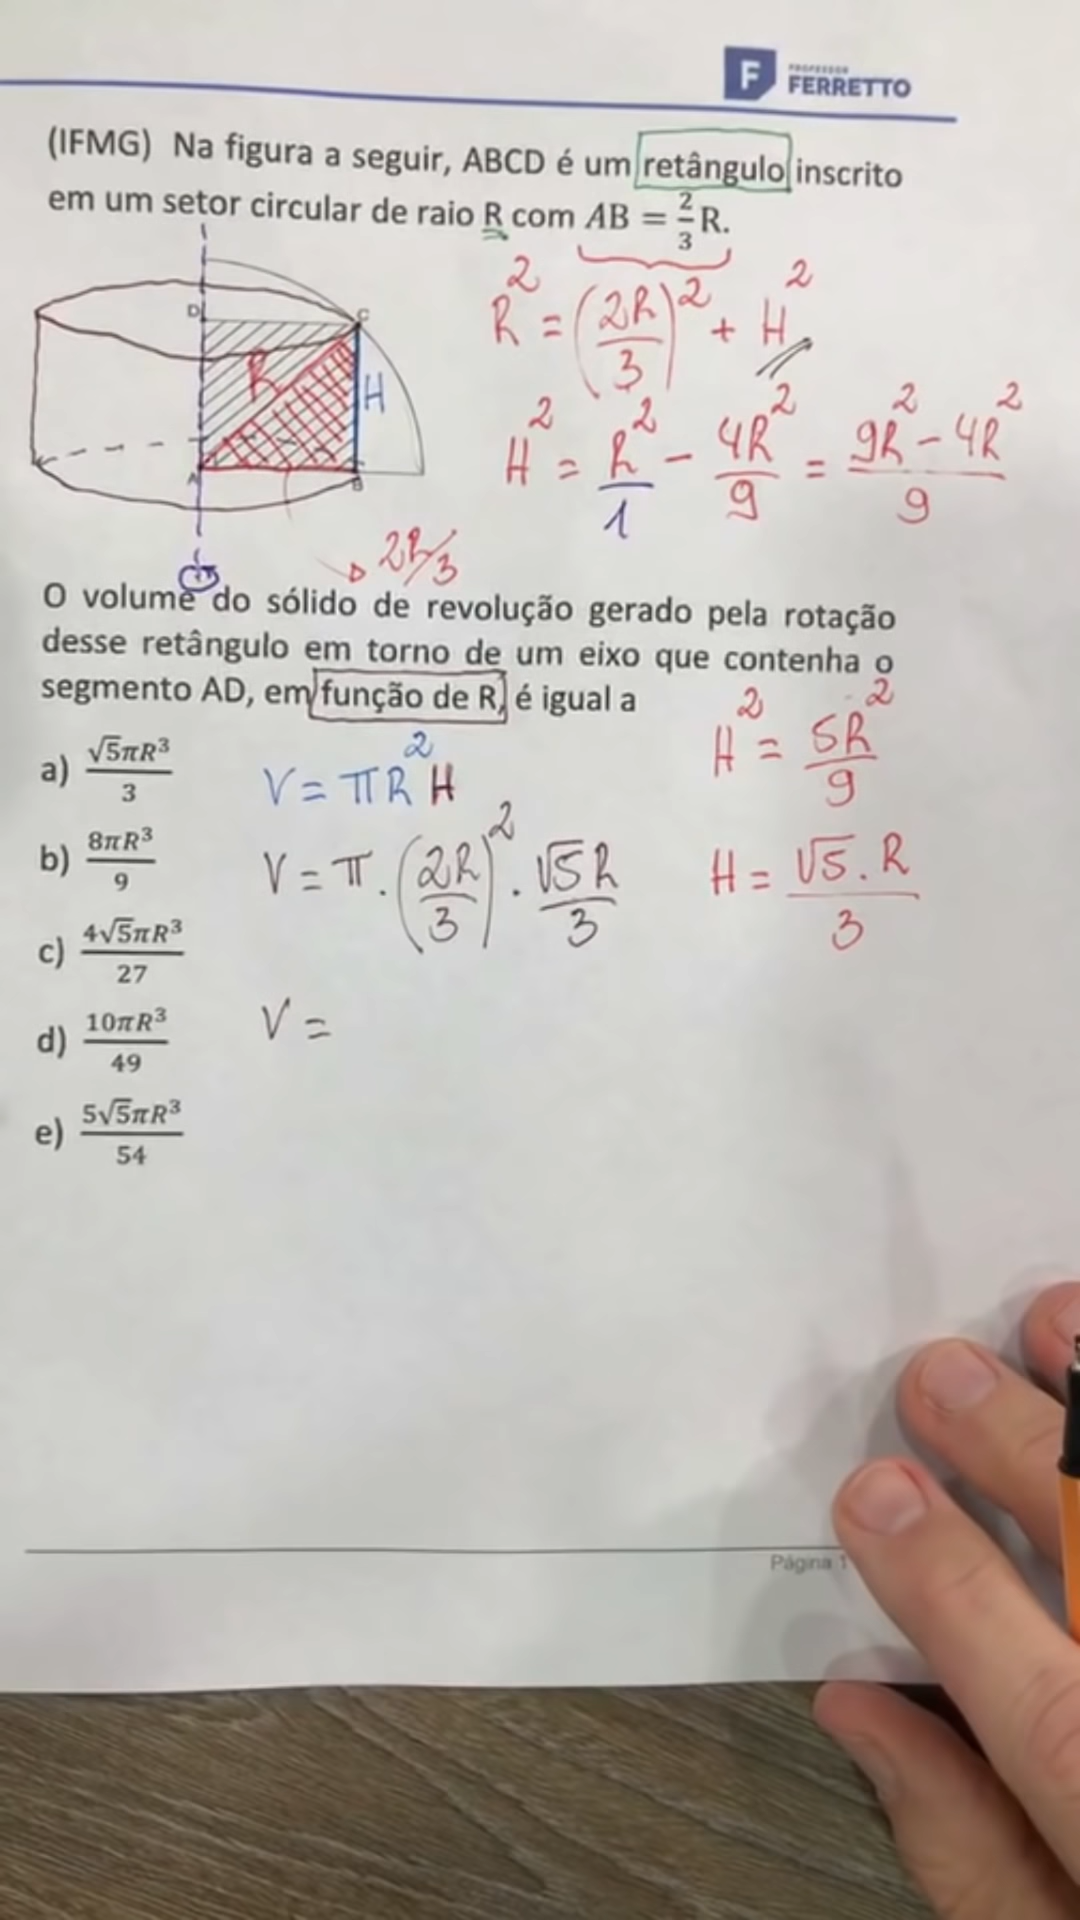 PROFESSOR
F FERRETTO
(IFMG) Na figura a seguir, ABCD é um retângulo inscrito
em um setor circular de raio R com AB = 2/3 R.
R² = (2R/3)² + H²
D C
R H
A B
H² = R²/1 - 4R²/9 = 9R² - 4R²/9
2R/3
O volume do sólido de revolução gerado pela rotação
desse retângulo em torno de um eixo que contenha o
segmento AD, em função de R, é igual a
H² = 5R²/9
a) √5πR³/3
V = πR²H
b) 8πR³/9
V = π . (2R/3)² . √5R/3
H = √5 . R/3
c) 4√5πR³/27
d) 10πR³/49
V =
e) 5√5πR³/54
Página 1